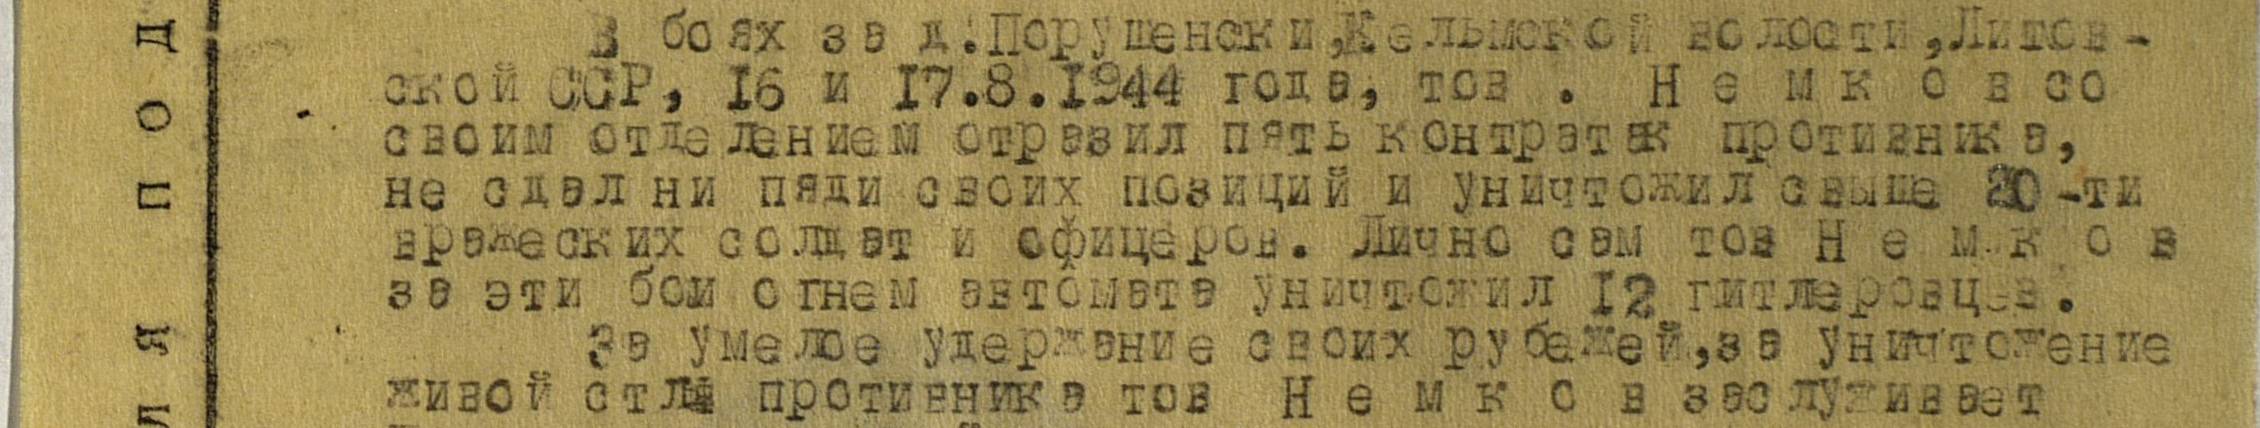 В боях за д.Порушенски,Кельмской волости,Литов-
ской ССР, 16 и 17.8.1944 года, тов. Н е м к о в со
своим отделением отразил пять контратак противника,
не сдал ни пяди своих позиций и уничтожил свыше 20-ти
вражеских солдат и офицеров. Лично сам тов Н е м к о в
за эти бои огнем автомата уничтожил 12 гитлеровцев.
За умелое удержание своих рубежей,за уничтожение
живой противника тов Н е м к о в заслуживает
Д
О
П
Я
Л